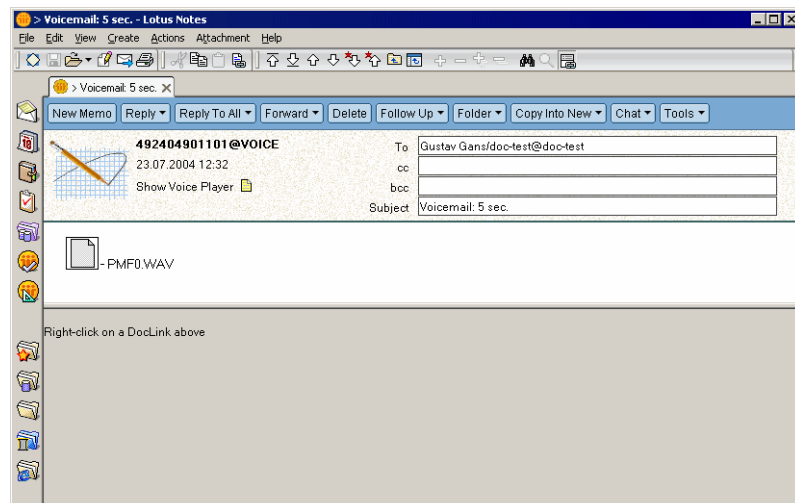 > Voicemail: 5 sec. - Lotus Notes
File Edit View Create Actions Attachment Help
> Voicemail: 5 sec. X
New Memo Reply Reply To All Forward Delete Follow Up Folder Copy Into New Chat Tools
492404901101@VOICE
23.07.2004 12:32
Show Voice Player
To Gustav Gans/doc-test@doc-test
cc
bcc
Subject Voicemail: 5 sec.
- PMF0.WAV
Right-click on a DocLink above
18